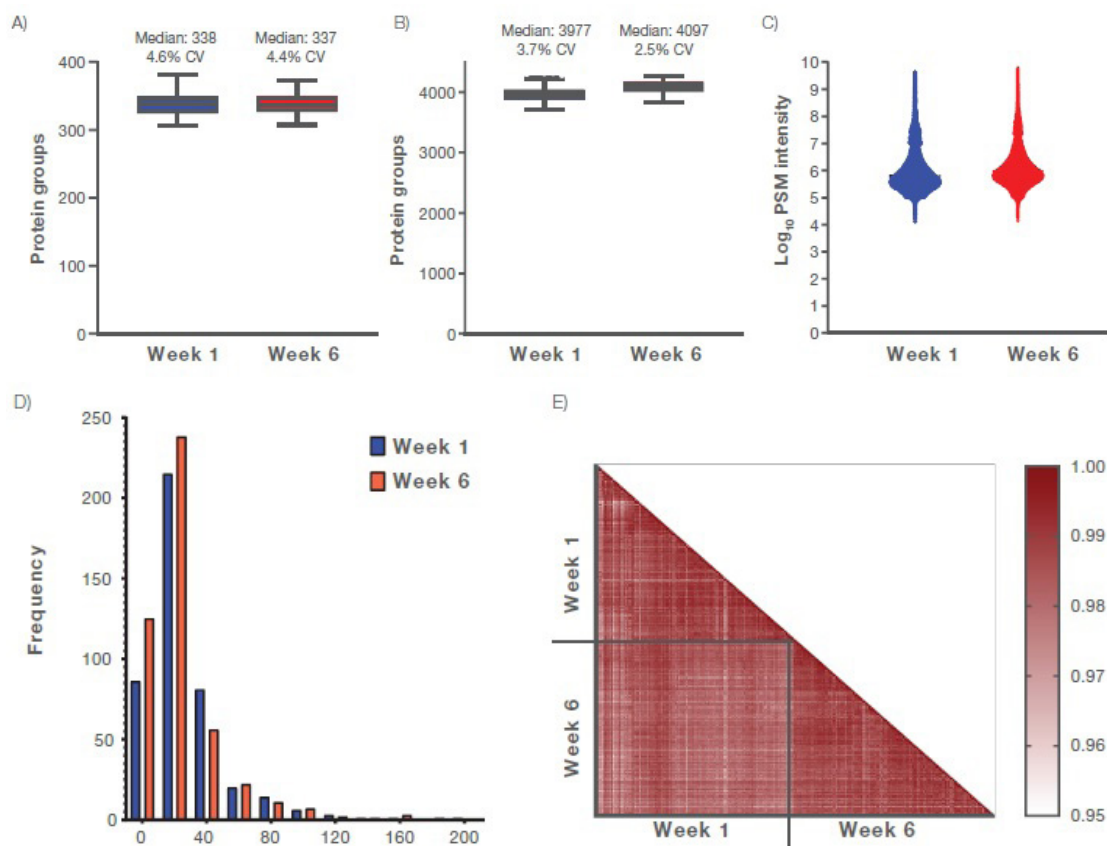 A)
Median: 338
4.6% CV
Median: 337
4.4% CV
400
300
200
100
0
Protein groups
Week 1
Week 6
B)
Median: 3977
3.7% CV
Median: 4097
2.5% CV
4000
3000
2000
1000
0
Protein groups
Week 1
Week 6
C)
10
9
8
7
6
5
4
3
2
1
0
Log10 PSM intensity
Week 1
Week 6
D)
250
200
150
100
50
0
Frequency
Week 1
Week 6
0
40
80
120
160
200
E)
Week 1
Week 6
Week 1
Week 6
1.00
0.99
0.98
0.97
0.96
0.95